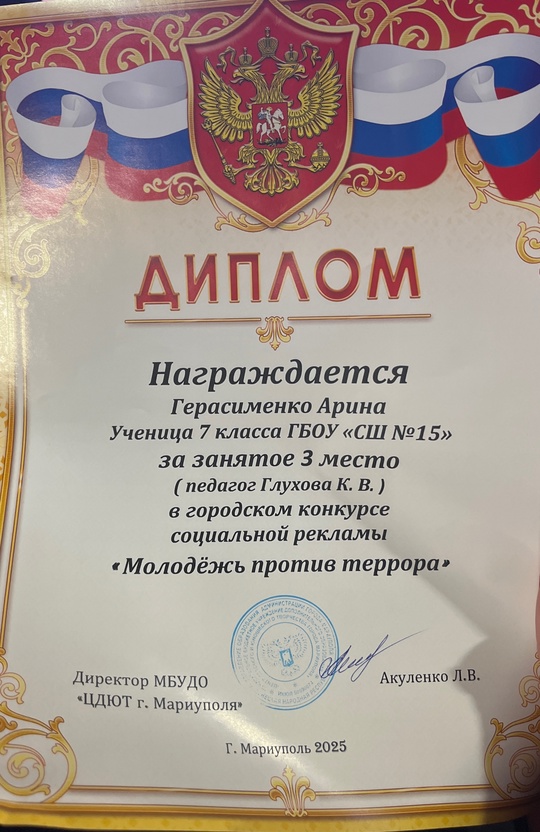 ДИПЛОМ
Награждается
Герасименко Арина
Ученица 7 класса ГБОУ «СШ №15»
за занятое 3 место
( педагог Глухова К. В. )
в городском конкурсе
социальной рекламы
«Молодёжь против террора»
Директор МБУДО
«ЦДЮТ г. Мариуполя»
Акуленко Л.В.
Г. Мариуполь 2025